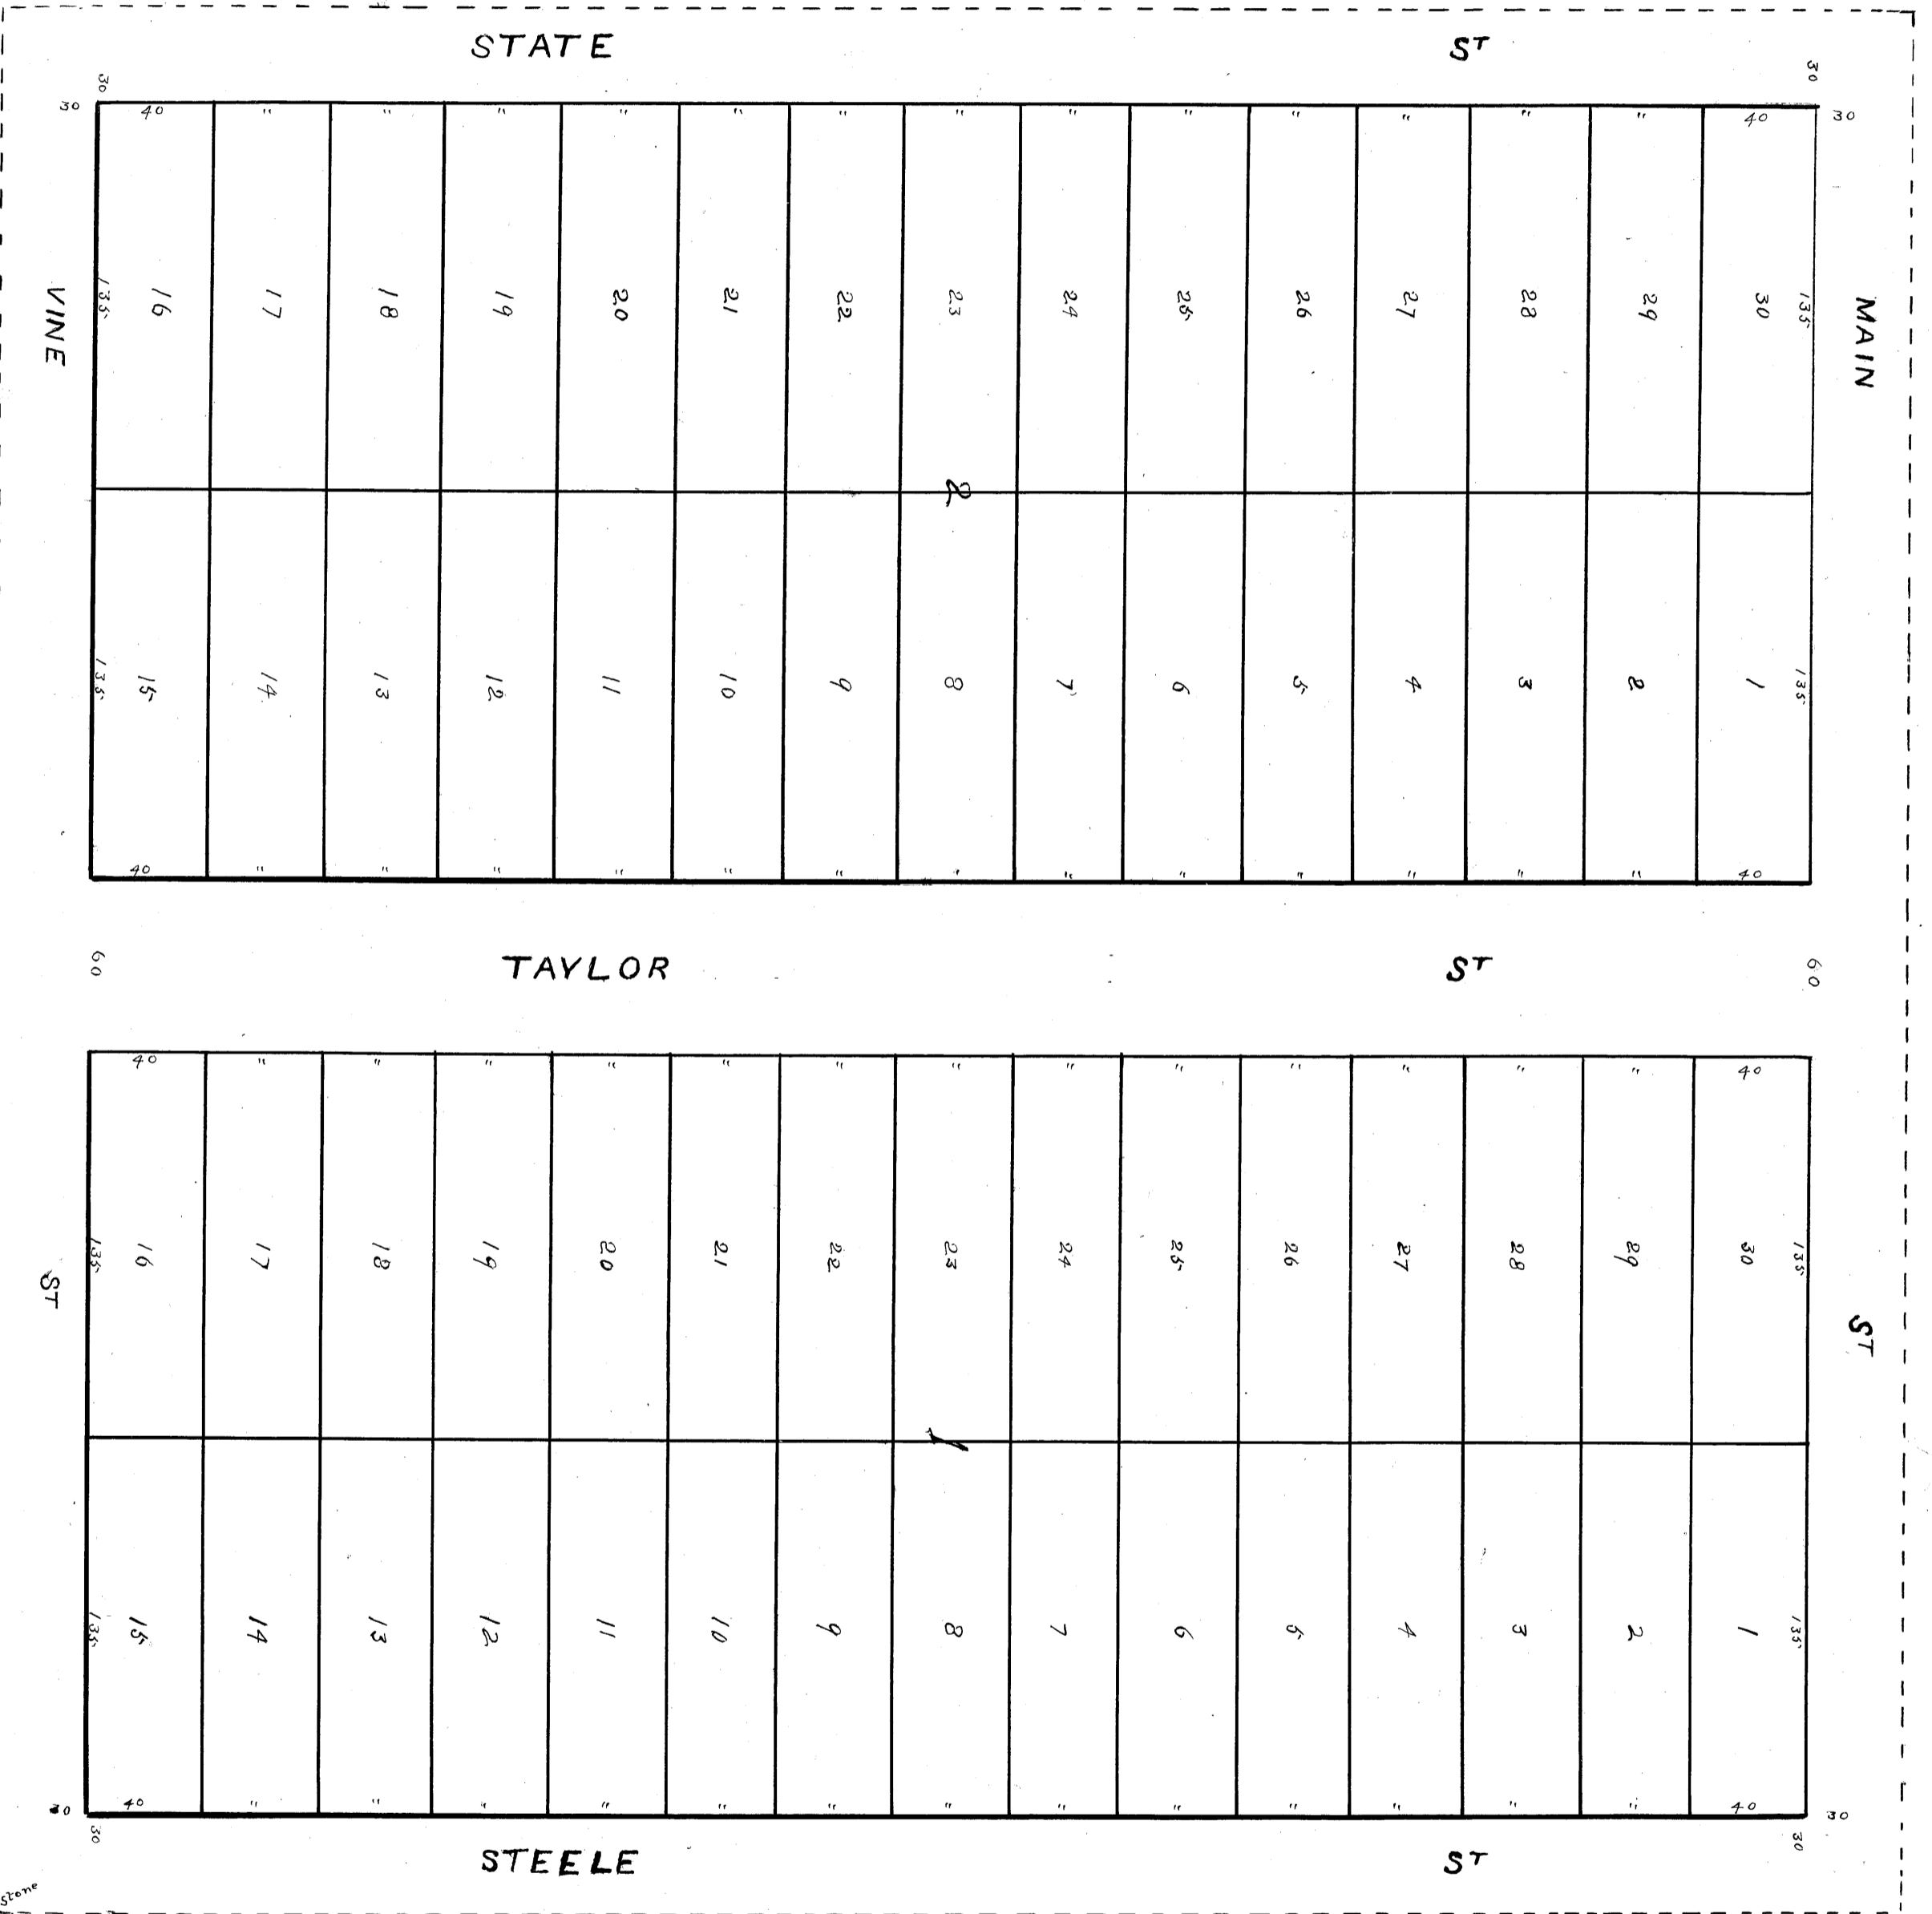 STATE ST
30 30
30 40 " " " " " " " " " " " " " 40 30
VINE 135 16 17 18 19 20 21 22 23 24 25 26 27 28 29 30 135 MAIN
2
135 15 14 13 12 11 10 9 8 7 6 5 4 3 2 1 135
40 " " " " " " " " " " " " " 40
60 TAYLOR ST 60
40 " " " " " " " " " " " " " 40
ST 135 16 17 18 19 20 21 22 23 24 25 26 27 28 29 30 135 ST
1
135 15 14 13 12 11 10 9 8 7 6 5 4 3 2 1 135
30 40 " " " " " " " " " " " " " 40 30
30 30
STEELE ST
stone